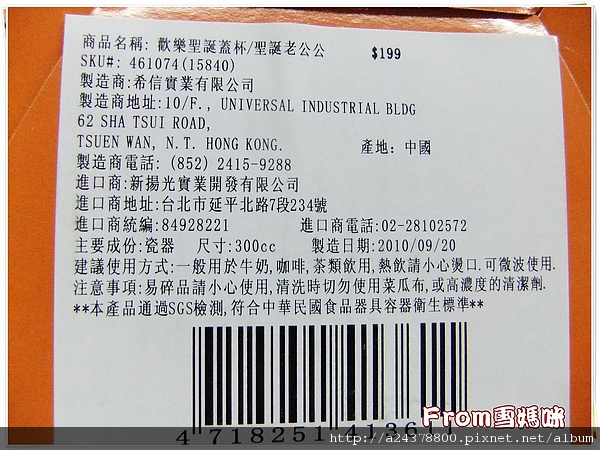 商品名稱: 歡樂聖誕蓋杯/聖誕老公公 $199
SKU#: 461074(15840)
製造商:希信實業有限公司
製造商地址:10/F., UNIVERSAL INDUSTRIAL BLDG
62 SHA TSUI ROAD,
TSUEN WAN, N.T. HONG KONG. 產地: 中國
製造商電話: (852) 2415-9288
進口商:新揚光實業開發有限公司
進口商地址:台北市延平北路7段234號
進口商統編:84928221 進口商電話:02-28102572
主要成份:瓷器 尺寸:300cc 製造日期:2010/09/20
建議使用方式:一般用於牛奶,咖啡,茶類飲用,熱飲請小心燙口.可微波使用.
注意事項:易碎品請小心使用,清洗時切勿使用菜瓜布,或高濃度的清潔劑.
**本產品通過SGS檢測,符合中華民國食品器具容器衛生標準**
From雪媽咪
4 718251
http://a24378800.pixnet.net/album